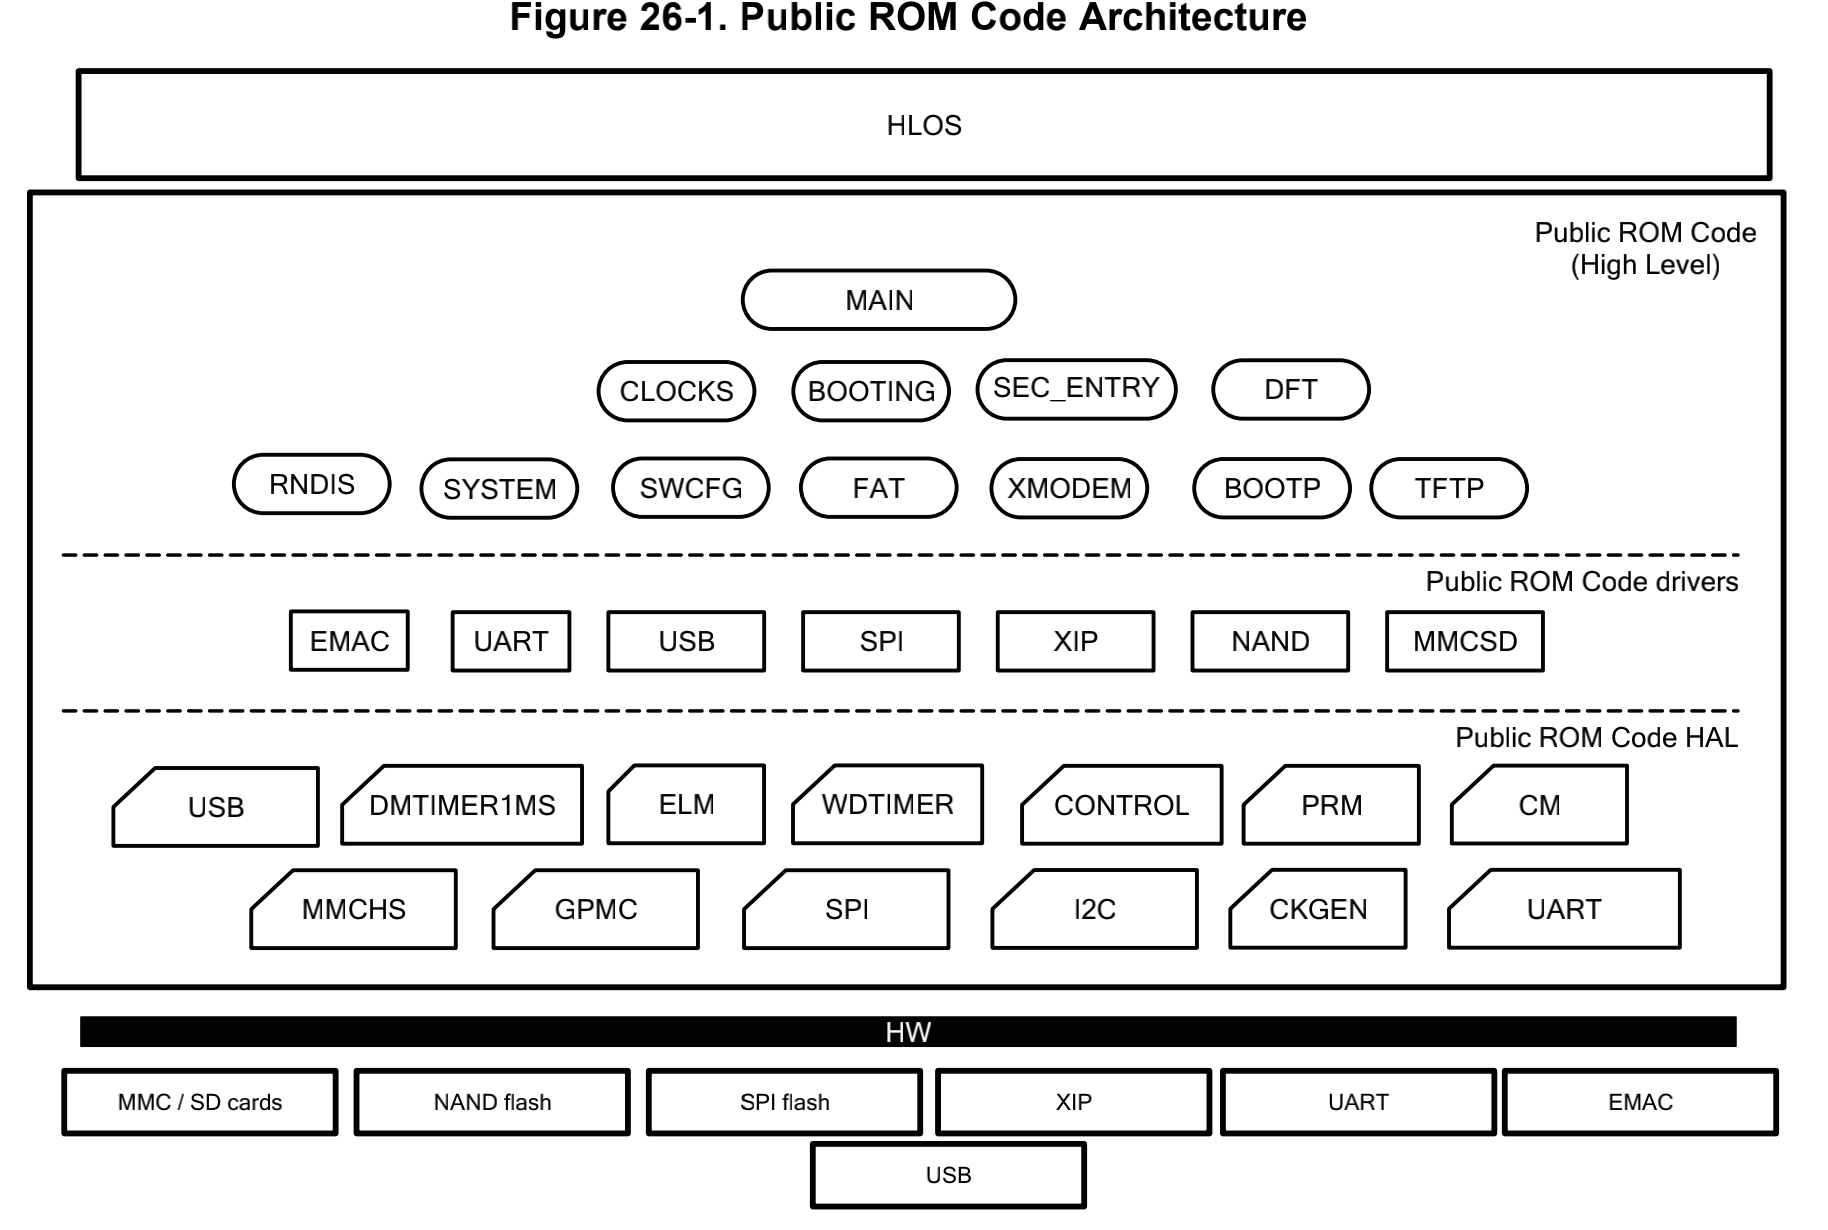 Figure 26-1. Public ROM Code Architecture
HLOS
Public ROM Code
(High Level)
MAIN
CLOCKS
BOOTING
SEC_ENTRY
DFT
RNDIS
SYSTEM
SWCFG
FAT
XMODEM
BOOTP
TFTP
Public ROM Code drivers
EMAC
UART
USB
SPI
XIP
NAND
MMCSD
Public ROM Code HAL
USB
DMTIMER1MS
ELM
WDTIMER
CONTROL
PRM
CM
MMCHS
GPMC
SPI
I2C
CKGEN
UART
HW
MMC / SD cards
NAND flash
SPI flash
XIP
UART
EMAC
USB